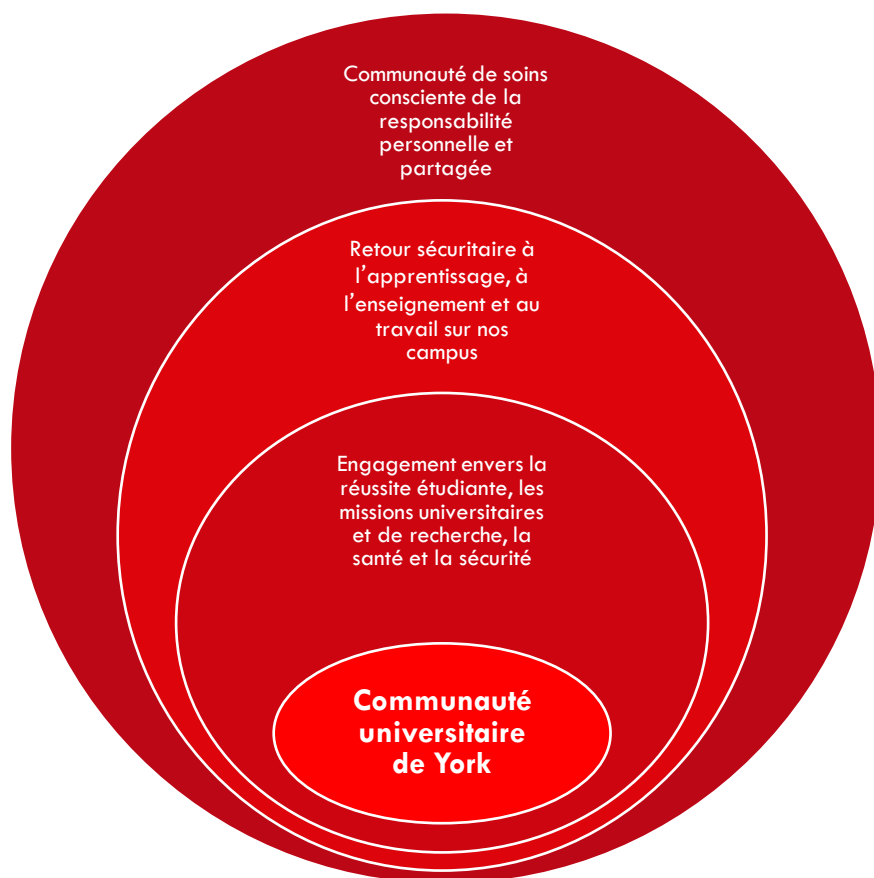 Communauté de soins
consciente de la
responsabilité
personnelle et
partagée
Retour sécuritaire à
l’apprentissage, à
l’enseignement et au
travail sur nos
campus
Engagement envers la
réussite étudiante, les
missions universitaires
et de recherche, la
santé et la sécurité
Communauté
universitaire
de York